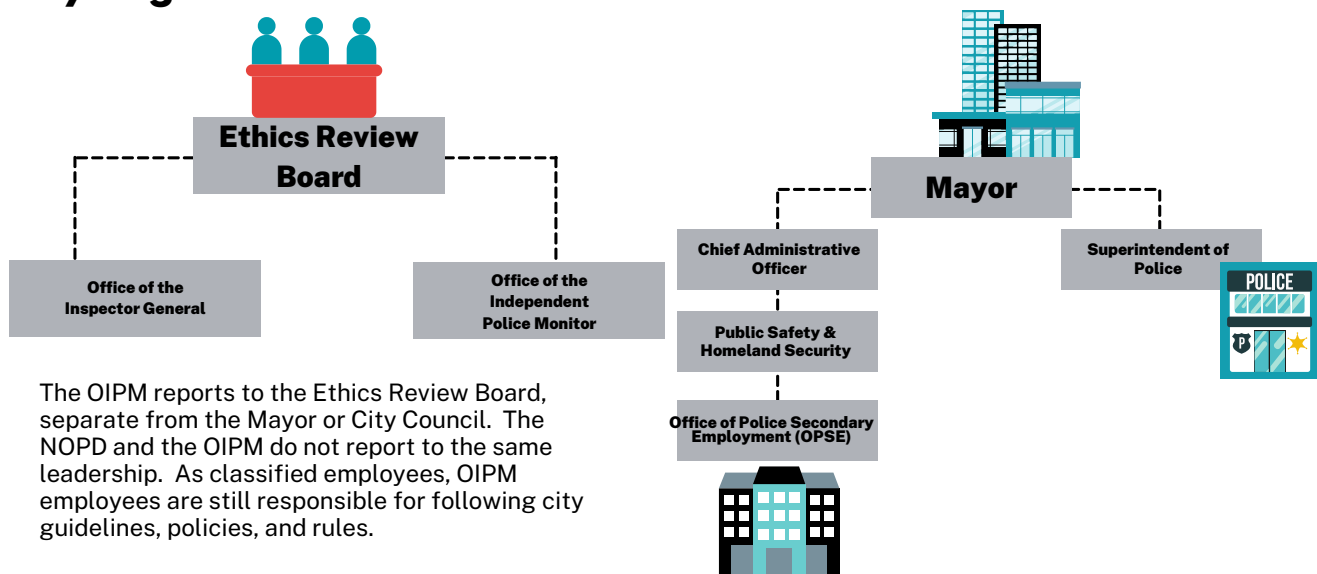 Ethics Review
Board
Mayor
Office of the
Inspector General
Office of the
Independent
Police Monitor
Chief Administrative
Officer
Superintendent of
Police
POLICE
P
Public Safety &
Homeland Security
Office of Police Secondary
Employment (OPSE)
The OIPM reports to the Ethics Review Board,
separate from the Mayor or City Council.  The
NOPD and the OIPM do not report to the same
leadership.  As classified employees, OIPM
employees are still responsible for following city
guidelines, policies, and rules.